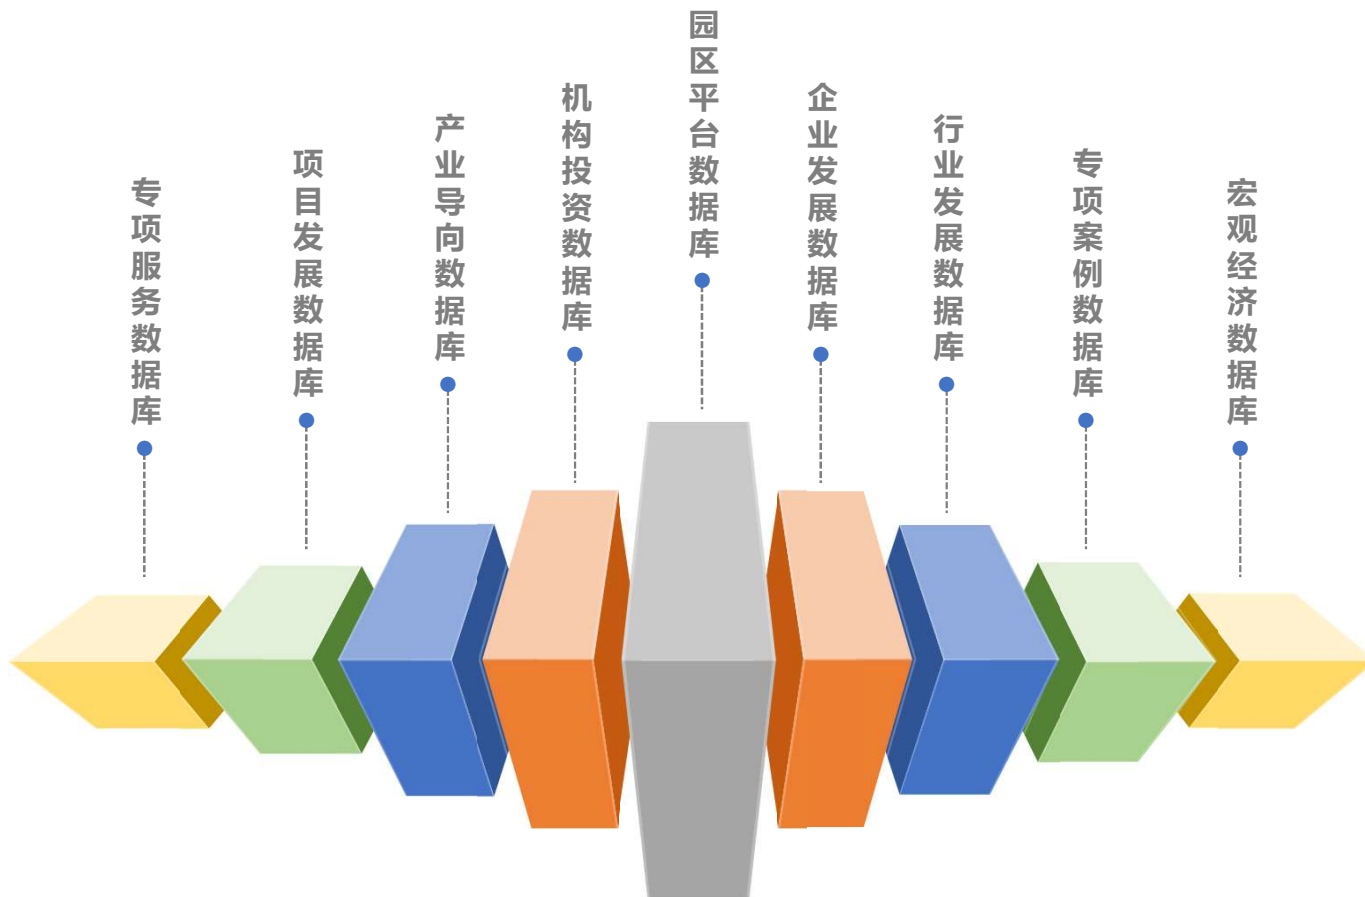 专项服务数据库
项目发展数据库
产业导向数据库
机构投资数据库
园区平台数据库
企业发展数据库
行业发展数据库
专项案例数据库
宏观经济数据库